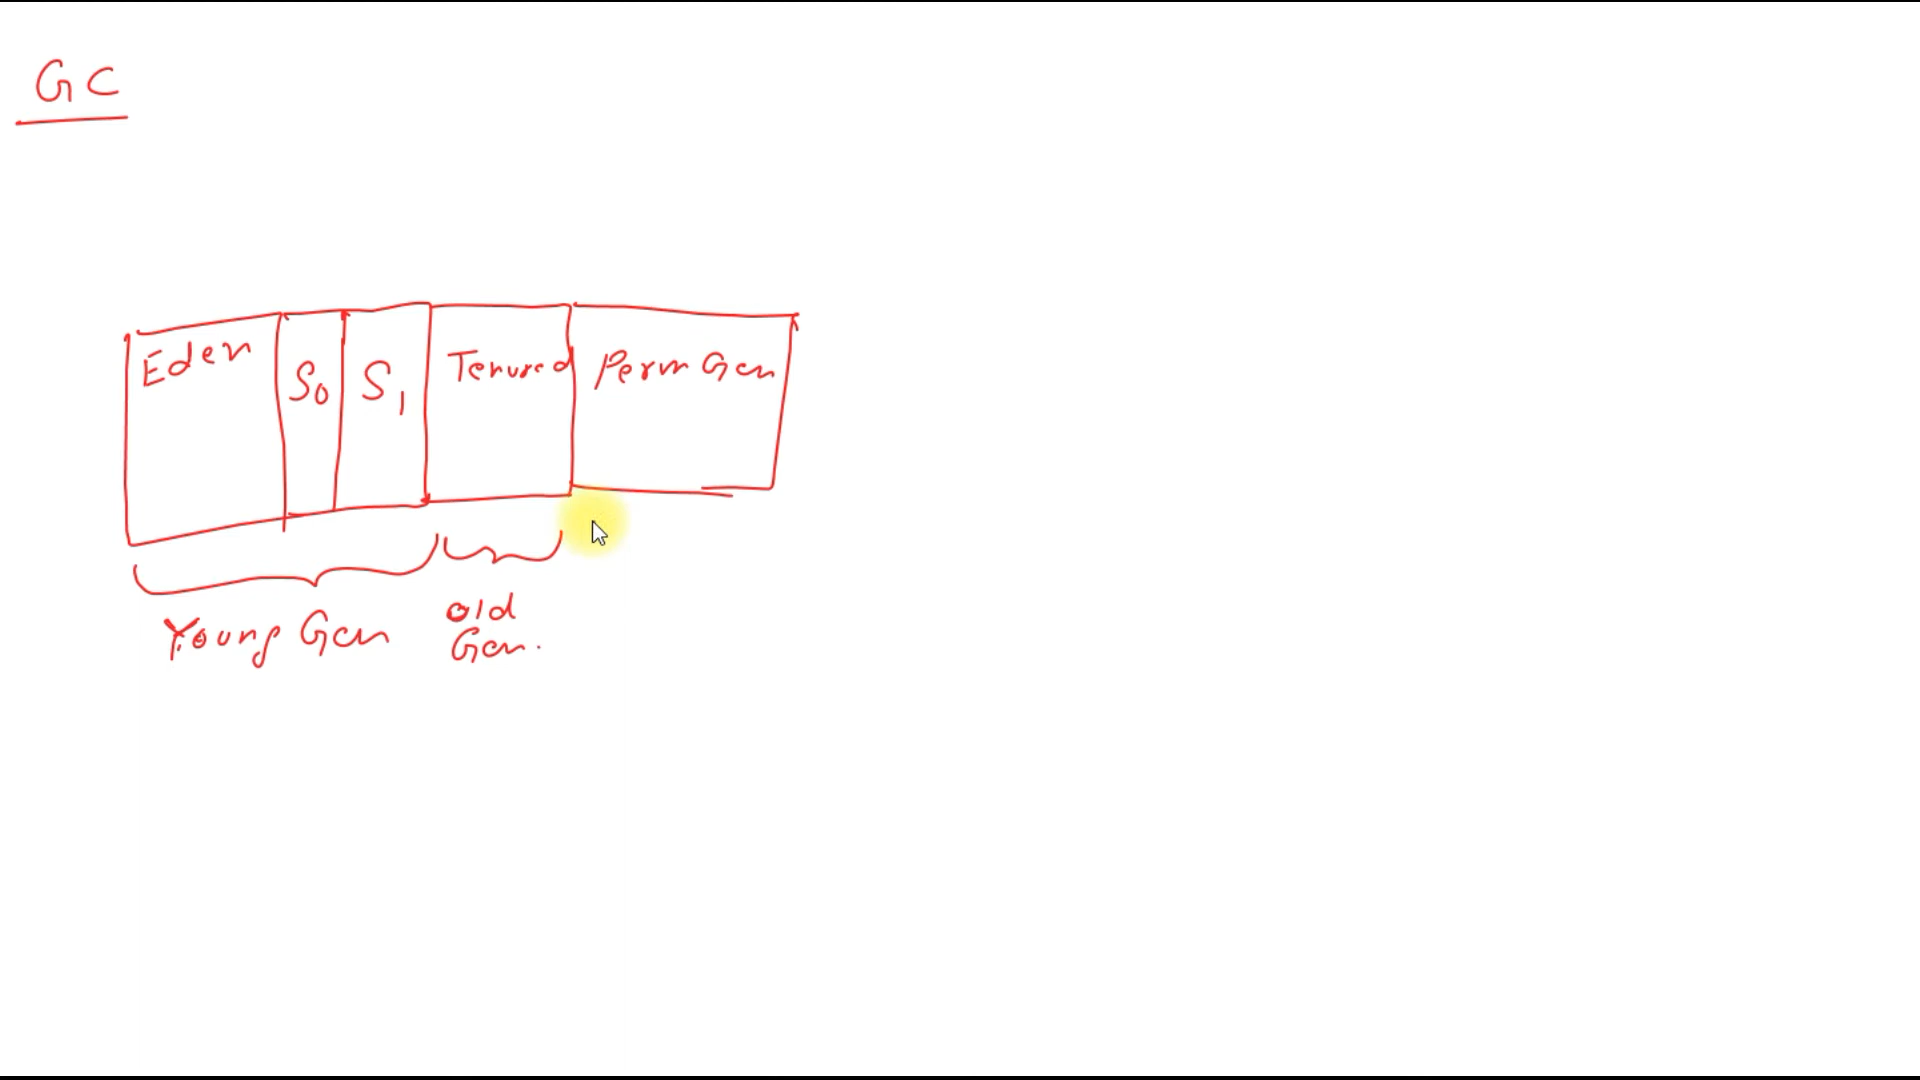 GC
Eden S0 S1 Tenured Perm Gen
Young Gen
Old
Gen.